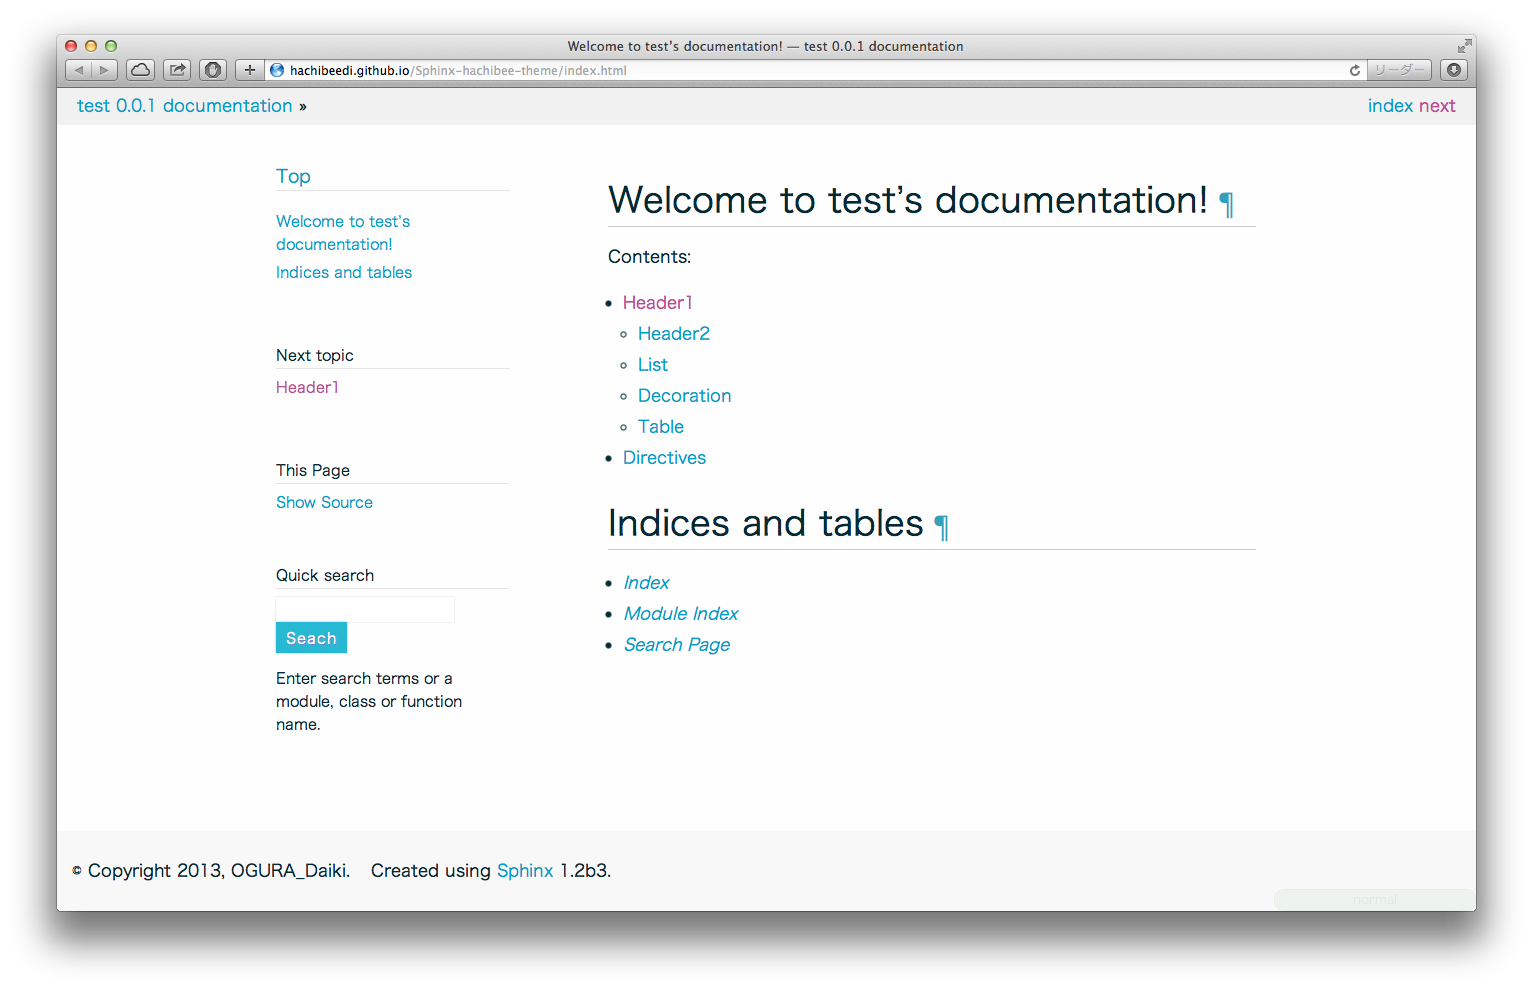 Welcome to test's documentation! — test 0.0.1 documentation
hachibeedi.github.io/Sphinx-hachibee-theme/index.html
リーダー
test 0.0.1 documentation »
index next
Top
Welcome to test's
documentation!
Indices and tables
Next topic
Header1
This Page
Show Source
Quick search
Seach
Enter search terms or a
module, class or function
name.
Welcome to test's documentation! ¶
Contents:
Header1
Header2
List
Decoration
Table
Directives
Indices and tables ¶
Index
Module Index
Search Page
© Copyright 2013, OGURA_Daiki. Created using Sphinx 1.2b3.
normal